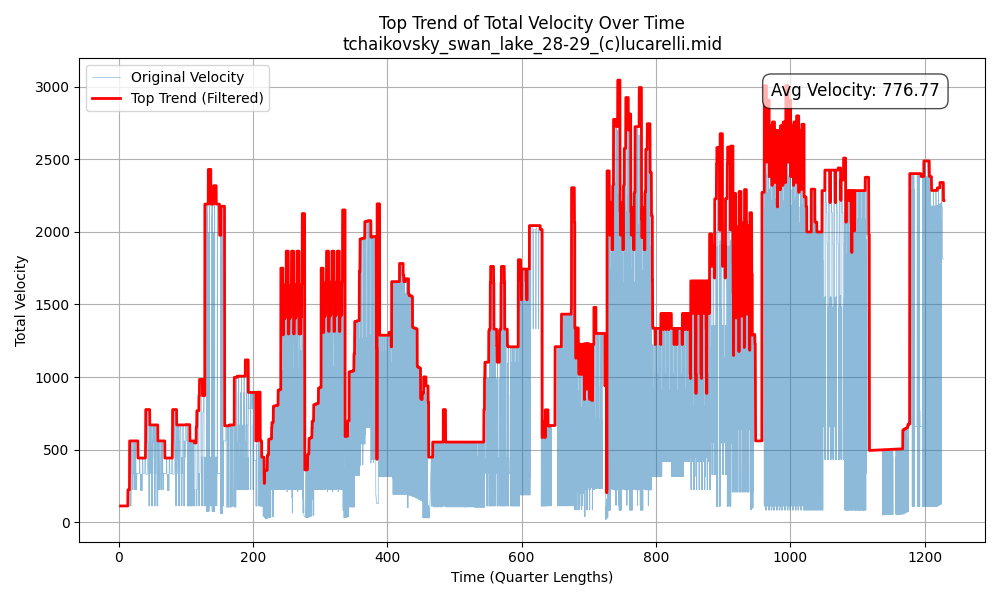 Top Trend of Total Velocity Over Time
tchaikovsky_swan_lake_28-29_(c)lucarelli.mid
Original Velocity
Top Trend (Filtered)
Avg Velocity: 776.77
Total Velocity
3000
2500
2000
1500
1000
500
0
0 200 400 600 800 1000 1200
Time (Quarter Lengths)